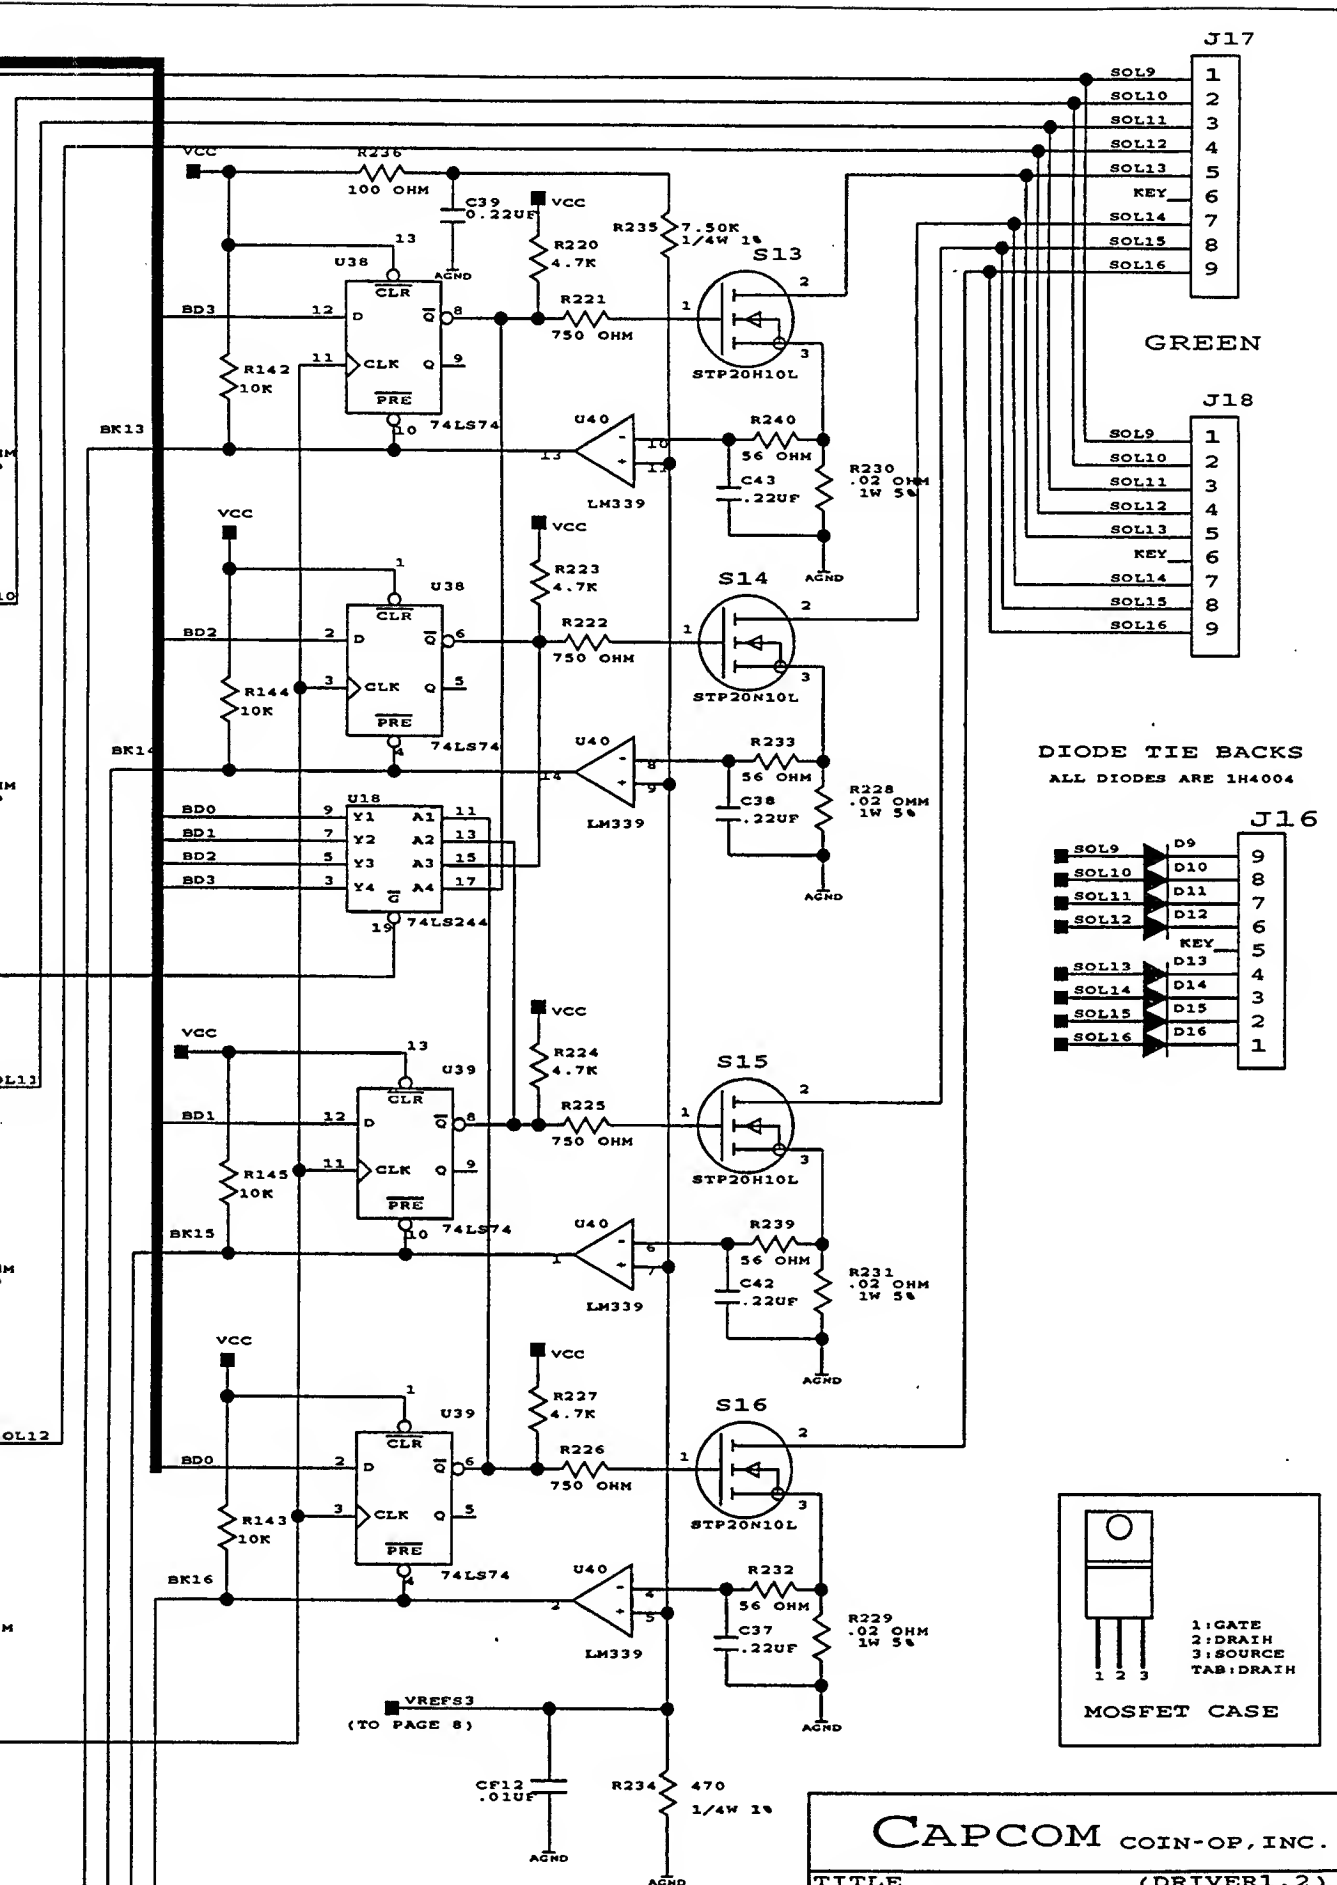 J17
SOL9 1
SOL10 2
SOL11 3
SOL12 4
SOL13 5
KEY 6
SOL14 7
SOL15 8
SOL16 9
GREEN
J18
SOL9 1
SOL10 2
SOL11 3
SOL12 4
SOL13 5
KEY 6
SOL14 7
SOL15 8
SOL16 9
VCC
R236
100 OHM
C39
0.22UF
AGND
VCC
R220
4.7K
R235 7.50K
1/4W 1%
S13
U38
13
CLR
BD3 12 D Q 8
11 CLK Q 9
PRE
10 74LS74
R142
10K
BK13
R221
750 OHM
1
2
3
STP20H10L
U40
- 10
+ 11
13
LM339
R240
56 OHM
C43
.22UF
R230
.02 OHM
1W 5%
AGND
VCC
VCC
R223
4.7K
S14
1
U38
CLR
BD2 2 D Q 6
3 CLK Q 5
PRE
4 74LS74
R144
10K
BK14
R222
750 OHM
1
2
3
STP20N10L
U40
- 8
+ 9
14
LM339
R233
56 OHM
C38
.22UF
R228
.02 OMM
1W 5%
AGND
U18
BD0 9 Y1 A1 11
BD1 7 Y2 A2 13
BD2 5 Y3 A3 15
BD3 3 Y4 A4 17
G
19 74LS244
DIODE TIE BACKS
ALL DIODES ARE 1H4004
J16
SOL9 D9 9
SOL10 D10 8
SOL11 D11 7
SOL12 D12 6
KEY 5
SOL13 D13 4
SOL14 D14 3
SOL15 D15 2
SOL16 D16 1
VCC
VCC
R224
4.7K
S15
13
U39
CLR
BD1 12 D Q 8
11 CLK Q 9
PRE
10 74LS74
R145
10K
BK15
R225
750 OHM
1
2
3
STP20H10L
U40
- 6
+ 7
1
LM339
R239
56 OHM
C42
.22UF
R231
.02 OHM
1W 5%
AGND
VCC
VCC
R227
4.7K
S16
1
U39
CLR
OL12
BD0 2 D Q 6
3 CLK Q 5
PRE
4 74LS74
R143
10K
BK16
R226
750 OHM
1
2
3
STP20N10L
U40
- 4
+ 5
2
LM339
R232
56 OHM
C37
.22UF
R229
.02 OHM
1W 5%
AGND
VREFS3
(TO PAGE 8)
CF12
.01UF
AGND
R234 470
1/4W 1%
AGND
1 2 3
1:GATE
2:DRAIH
3:SOURCE
TAB:DRAIH
MOSFET CASE
CAPCOM COIN-OP, INC.
TITLE (DRIVER1.2)